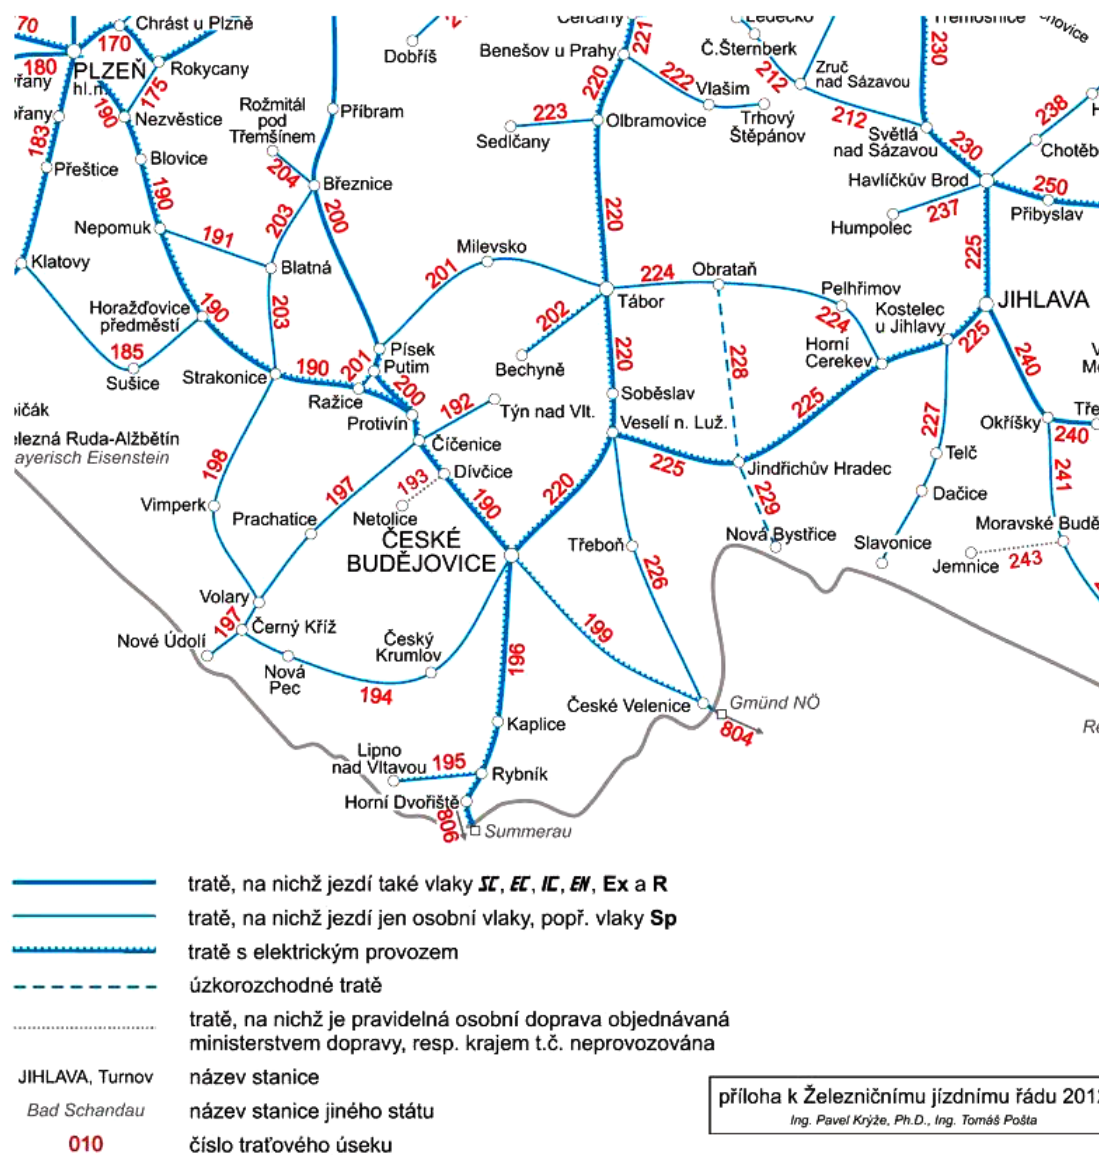 170
Chrást u Plzně
180
PLZEŇ
hl.n.
Rokycany
175
190
183
Nezvěstice
Přeštice
Blovice
190
Nepomuk
191
Klatovy
Horažďovice
předměstí
190
185
Sušice
Strakonice
190
Rožmitál
pod
Třemšínem
204
Příbram
Březnice
203
200
Blatná
203
Dobříš
Čerčany
221
Benešov u Prahy
220
222
Vlašim
Trhový
Štěpánov
223
Sedlčany
Olbramovice
220
Ledečko
Č.Šternberk
212
Zruč
nad Sázavou
212
Světlá
nad Sázavou
Třemošnice
230
230
238
Chotěbo
Havlíčkův Brod
250
Přibyslav
237
Humpolec
225
Milevsko
201
224
Obrataň
Tábor
202
Bechyně
220
228
Pelhřimov
224
Kostelec
u Jihlavy
Horní
Cerekev
225
JIHLAVA
225
240
Okříšky
240
Tře
241
227
Telč
Dačice
Slavonice
Moravské Budě
243
Jemnice
Písek
Putim
201
200
Ražice
Protivín
192
Týn nad Vlt.
Číčenice
Dívčice
193
Netolice
190
Soběslav
Veselí n. Luž.
225
Jindřichův Hradec
229
Nová Bystřice
220
ČESKÉ
BUDĚJOVICE
Třeboň
226
elezná Ruda-Alžbětín
ayerisch Eisenstein
198
197
Vimperk
Prachatice
Volary
197
Černý Kříž
Nové Údolí
Nová
Pec
194
Český
Krumlov
196
199
České Velenice
Gmünd NÖ
804
Kaplice
Lipno
nad Vltavou
195
Rybník
Horní Dvořiště
806
Summerau
tratě, na nichž jezdí také vlaky SC, EC, IC, EN, Ex a R
tratě, na nichž jezdí jen osobní vlaky, popř. vlaky Sp
tratě s elektrickým provozem
úzkorozchodné tratě
tratě, na nichž je pravidelná osobní doprava objednávaná
ministerstvem dopravy, resp. krajem t.č. neprovozována
JIHLAVA, Turnov název stanice
Bad Schandau název stanice jiného státu
010 číslo traťového úseku
příloha k Železničnímu jízdnímu řádu 2012
Ing. Pavel Krýže, Ph.D., Ing. Tomáš Pošta